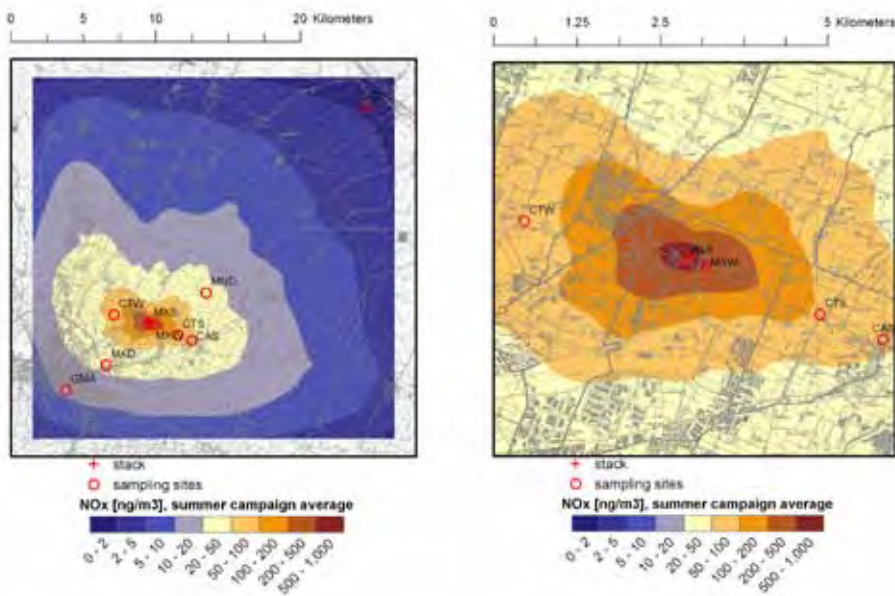 0 5 10 20 Kilometers
0 1.25 2.5 5 Kilometers
MND
CTW
MXS
CTS
CAS
MXD
GMA
CTW
MXW
CTS
+ stack
sampling sites
NOx [ng/m3], summer campaign average
0 - 2
2 - 5
5 - 10
10 - 20
20 - 50
50 - 100
100 - 200
200 - 500
500 - 1,000
+ stack
sampling sites
NOx [ng/m3], summer campaign average
0 - 2
2 - 5
5 - 10
10 - 20
20 - 50
50 - 100
100 - 200
200 - 500
500 - 1,000